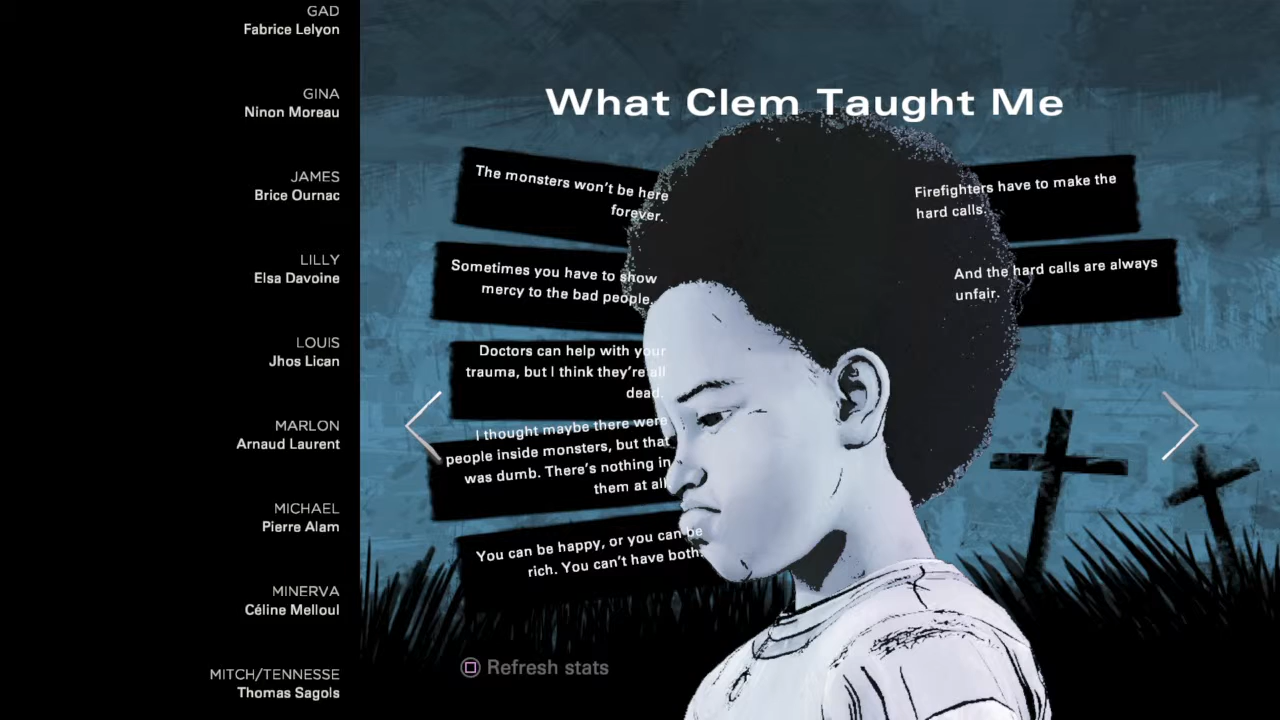 GAD
Fabrice Lelyon
GINA
Ninon Moreau
JAMES
Brice Ournac
LILLY
Elsa Davoine
LOUIS
Jhos Lican
MARLON
Arnaud Laurent
MICHAEL
Pierre Alam
MINERVA
Céline Melloul
MITCH/TENNESSE
Thomas Sagols
What Clem Taught Me
The monsters won't be here
forever.
Sometimes you have to show
mercy to the bad people.
Doctors can help with your
trauma, but I think they're all
dead.
I thought maybe there were
people inside monsters, but that
was dumb. There's nothing in
them at all.
You can be happy, or you can be
rich. You can't have both.
Firefighters have to make the
hard calls.
And the hard calls are always
unfair.
Refresh stats